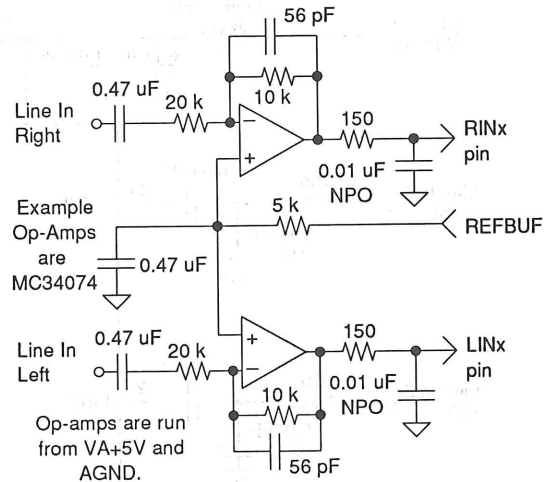 56 pF
0.47 uF
20 k
10 k
Line In
Right
−
+
150
RINx
pin
0.01 uF
NPO
Example
Op-Amps
are
MC34074
5 k
REFBUF
0.47 uF
0.47 uF
Line In
Left
20 k
+
−
150
LINx
pin
10 k
0.01 uF
NPO
56 pF
Op-amps are run
from VA+5V and
AGND.